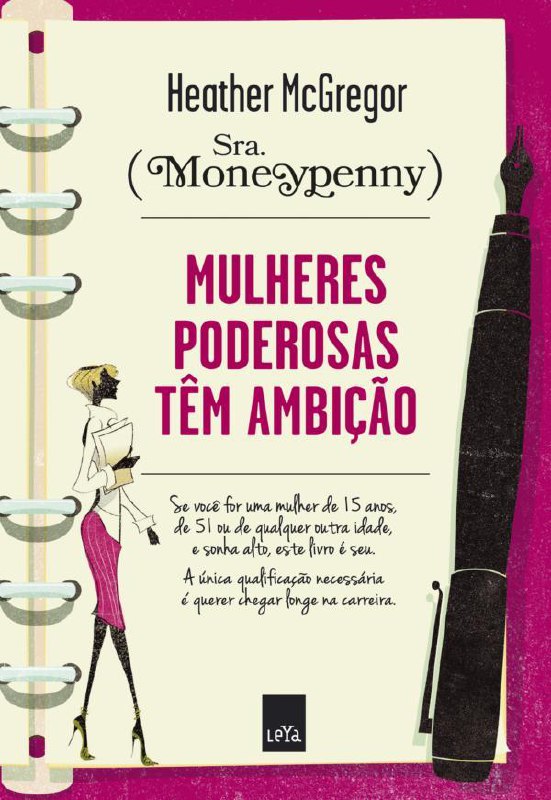 Heather McGregor
Sra.
(Moneypenny)
MULHERES
PODEROSAS
TÊM AMBIÇÃO
Se você for uma mulher de 15 anos,
de 51 ou de qualquer outra idade,
e sonha alto, este livro é seu.
A única qualificação necessária
é querer chegar longe na carreira.
LeYa